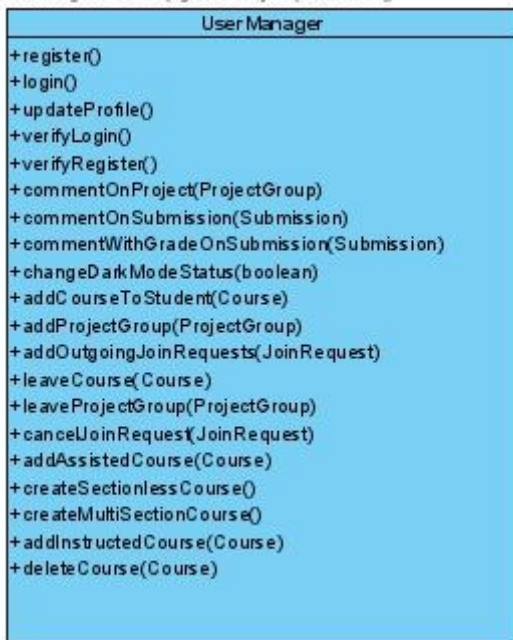 User Manager
+register()
+login()
+updateProfile()
+verifyLogin()
+verifyRegister()
+commentOnProject(ProjectGroup)
+commentOnSubmission(Submission)
+commentWithGradeOnSubmission(Submission)
+changeDarkModeStatus(boolean)
+addCourseToStudent(Course)
+addProjectGroup(ProjectGroup)
+addOutgoingJoinRequests(JoinRequest)
+leaveCourse(Course)
+leaveProjectGroup(ProjectGroup)
+cancelJoinRequest(JoinRequest)
+addAssistedCourse(Course)
+createSectionlessCourse()
+createMultiSectionCourse()
+addInstructedCourse(Course)
+deleteCourse(Course)